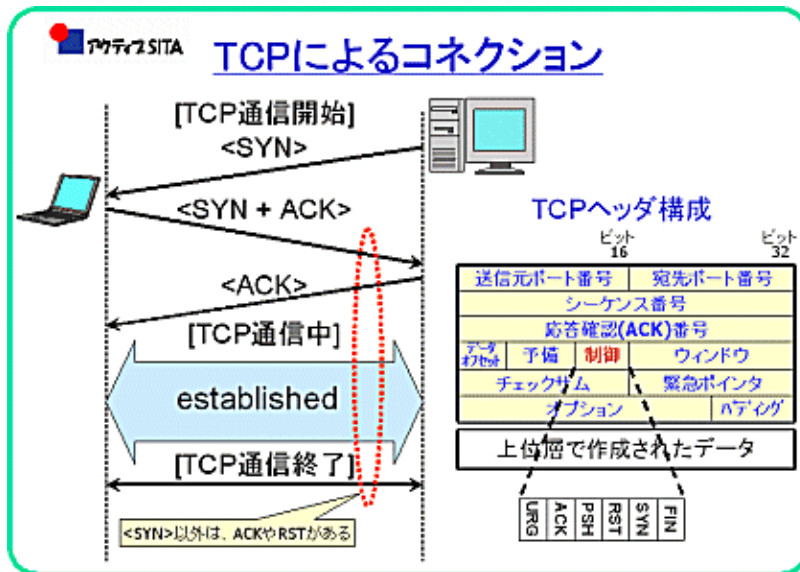 アクティブSITA
TCPによるコネクション
[TCP通信開始]
<SYN>
<SYN + ACK>
<ACK>
[TCP通信中]
established
[TCP通信終了]
<SYN>以外は、ACKやRSTがある
TCPヘッダ構成
ビット 16
ビット 32
送信元ポート番号 宛先ポート番号
シーケンス番号
応答確認(ACK)番号
データオフセット 予備 制御 ウィンドウ
チェックサム 緊急ポインタ
オプション パディング
上位層で作成されたデータ
URG ACK PSH RST SYN FIN